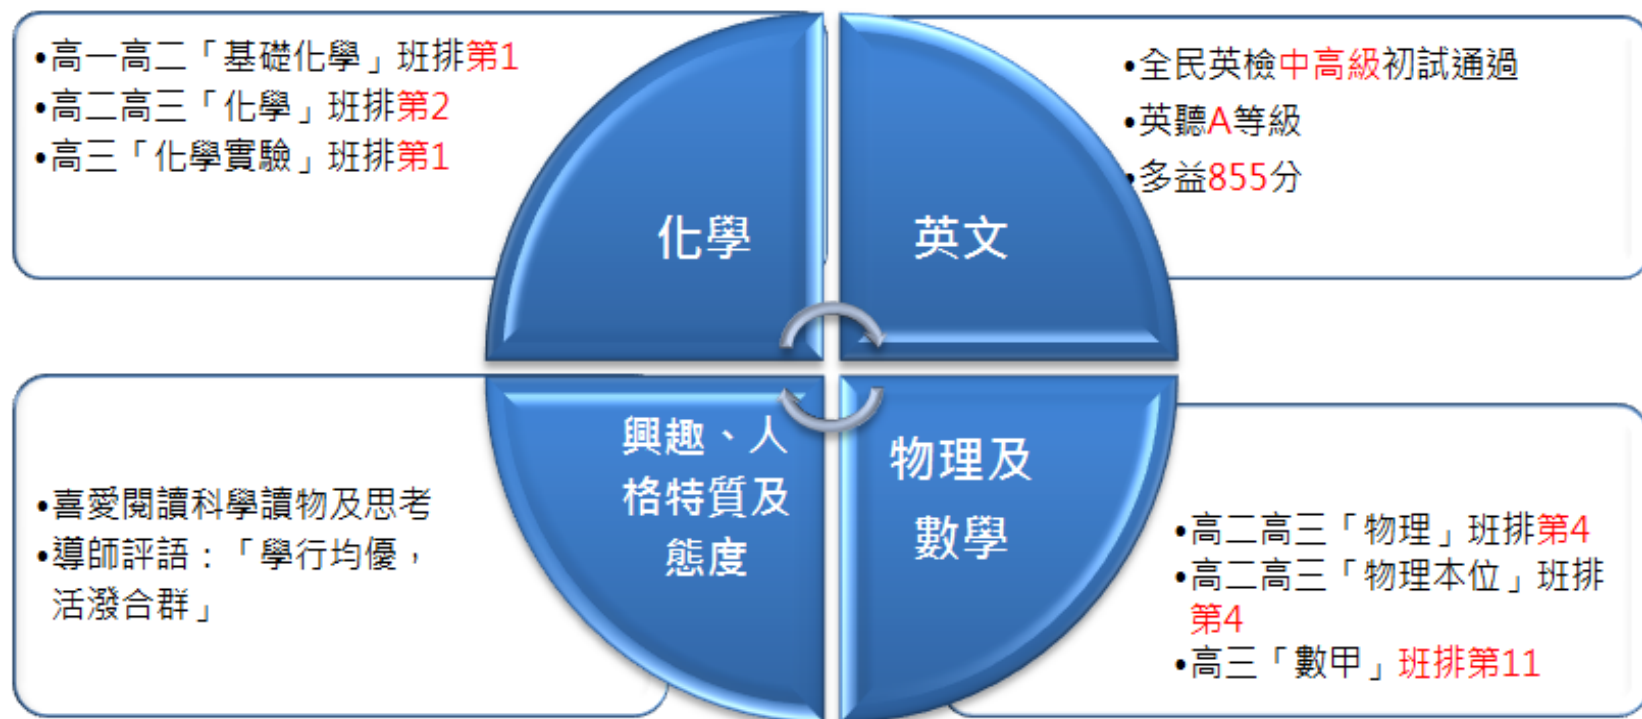 •高一高二「基礎化學」班排第1
•高二高三「化學」班排第2
•高三「化學實驗」班排第1
化學
英文
•全民英檢中高級初試通過
•英聽A等級
•多益855分
興趣、人
格特質及
態度
•喜愛閱讀科學讀物及思考
•導師評語：「學行均優，
活潑合群」
物理及
數學
•高二高三「物理」班排第4
•高二高三「物理本位」班排
第4
•高三「數甲」班排第11